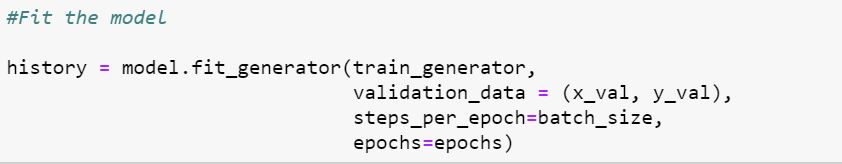 #Fit the model
history = model.fit_generator(train_generator,
validation_data = (x_val, y_val),
steps_per_epoch=batch_size,
epochs=epochs)